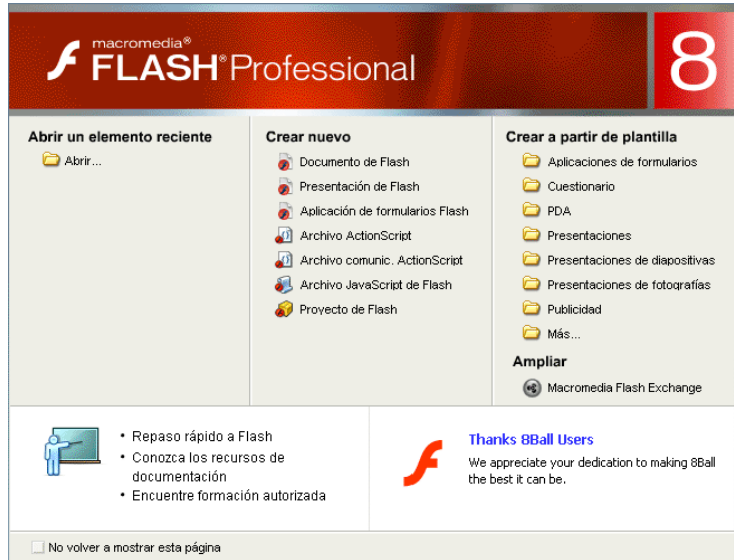 macromedia®
FLASH® Professional
8
Abrir un elemento reciente
Abrir...
Crear nuevo
Documento de Flash
Presentación de Flash
Aplicación de formularios Flash
Archivo ActionScript
Archivo comunic. ActionScript
Archivo JavaScript de Flash
Proyecto de Flash
Crear a partir de plantilla
Aplicaciones de formularios
Cuestionario
PDA
Presentaciones
Presentaciones de diapositivas
Presentaciones de fotografías
Publicidad
Más...
Ampliar
Macromedia Flash Exchange
• Repaso rápido a Flash
• Conozca los recursos de
documentación
• Encuentre formación autorizada
Thanks 8Ball Users
We appreciate your dedication to making 8Ball
the best it can be.
No volver a mostrar esta página